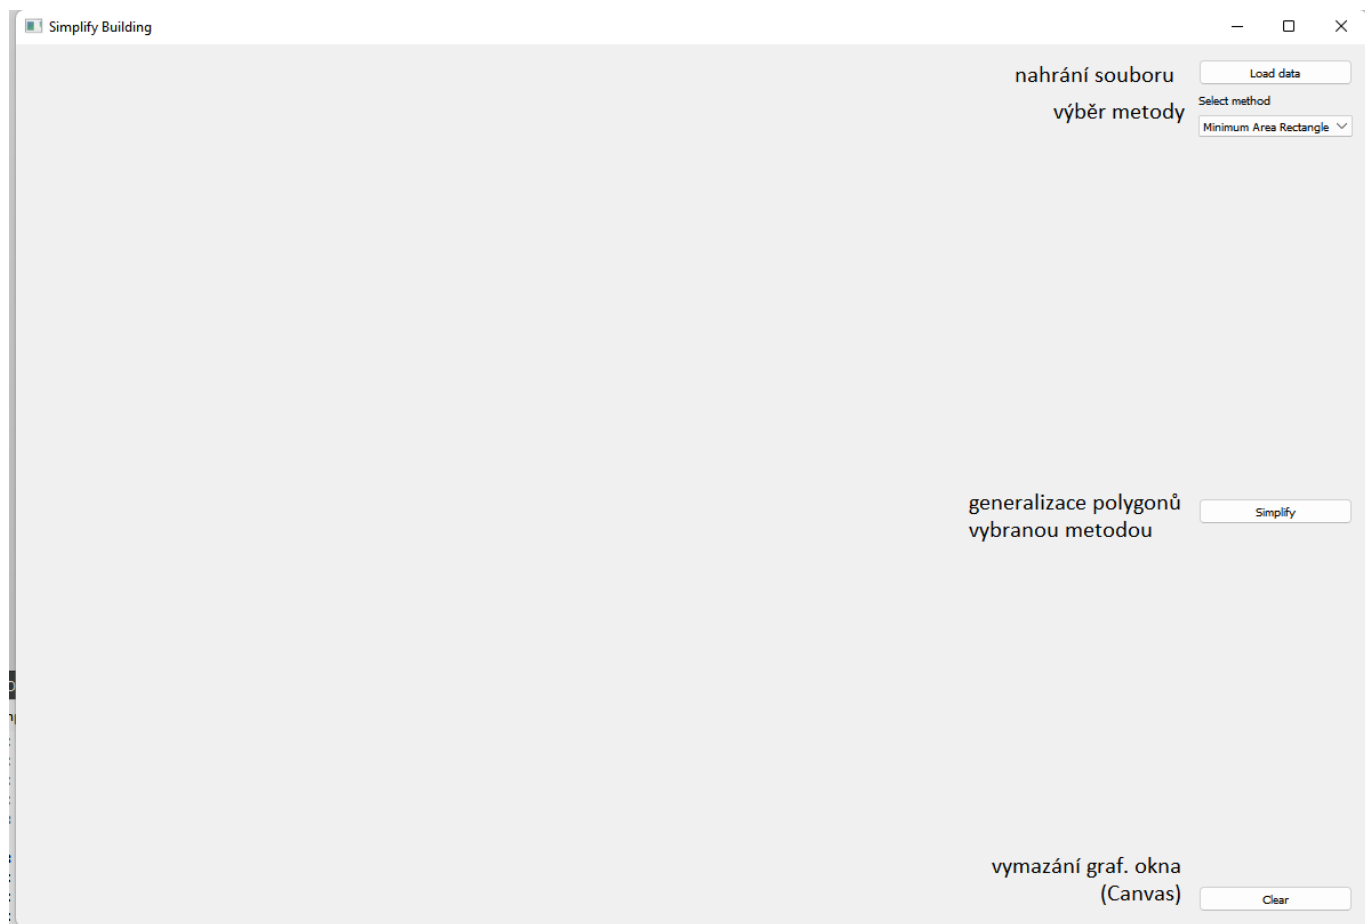 Simplify Building
nahrání souboru
Load data
výběr metody
Select method
Minimum Area Rectangle
generalizace polygonů
vybranou metodou
Simplify
vymazání graf. okna
(Canvas)
Clear